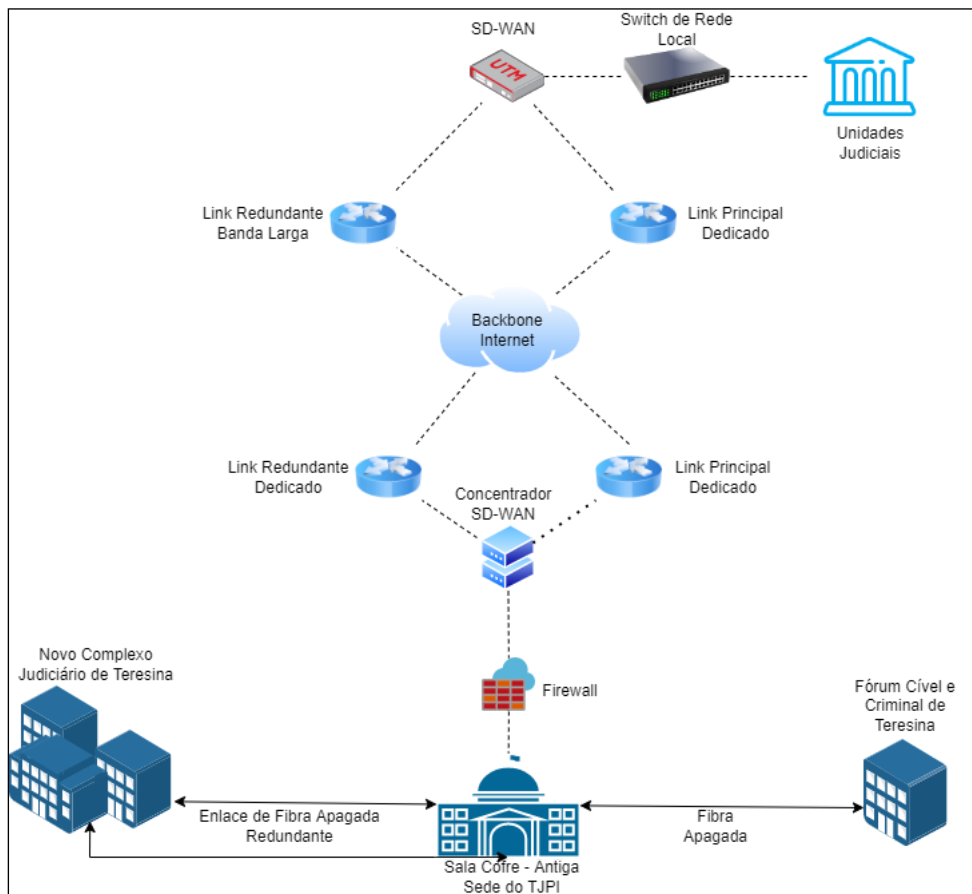 SD-WAN
Switch de Rede
Local
UTM
Unidades
Judiciais
Link Redundante
Banda Larga
Link Principal
Dedicado
Backbone
Internet
Link Redundante
Dedicado
Link Principal
Dedicado
Concentrador
SD-WAN
Novo Complexo
Judiciário de Teresina
Firewall
Fórum Cível e
Criminal de
Teresina
Enlace de Fibra Apagada
Redundante
Fibra
Apagada
Sala Cofre - Antiga
Sede do TJPI